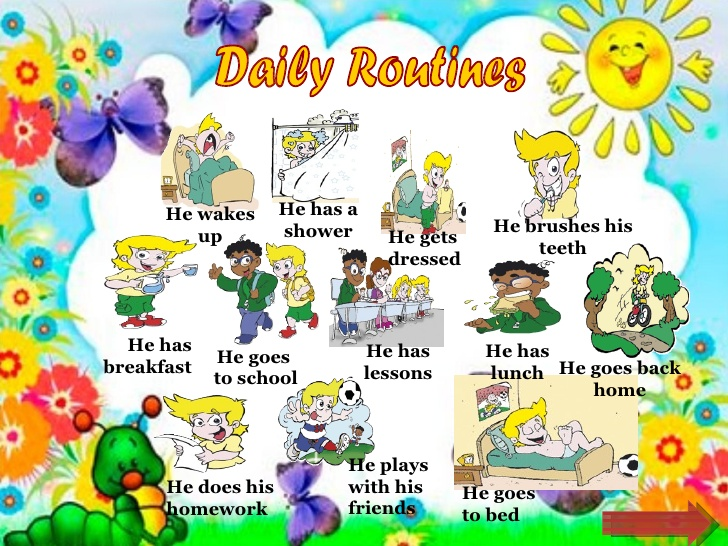 Daily Routines
He wakes
up
He has a
shower
He gets
dressed
He brushes his
teeth
He has
breakfast
He goes
to school
He has
lessons
He has
lunch
He goes back
home
He does his
homework
He plays
with his
friends
He goes
to bed